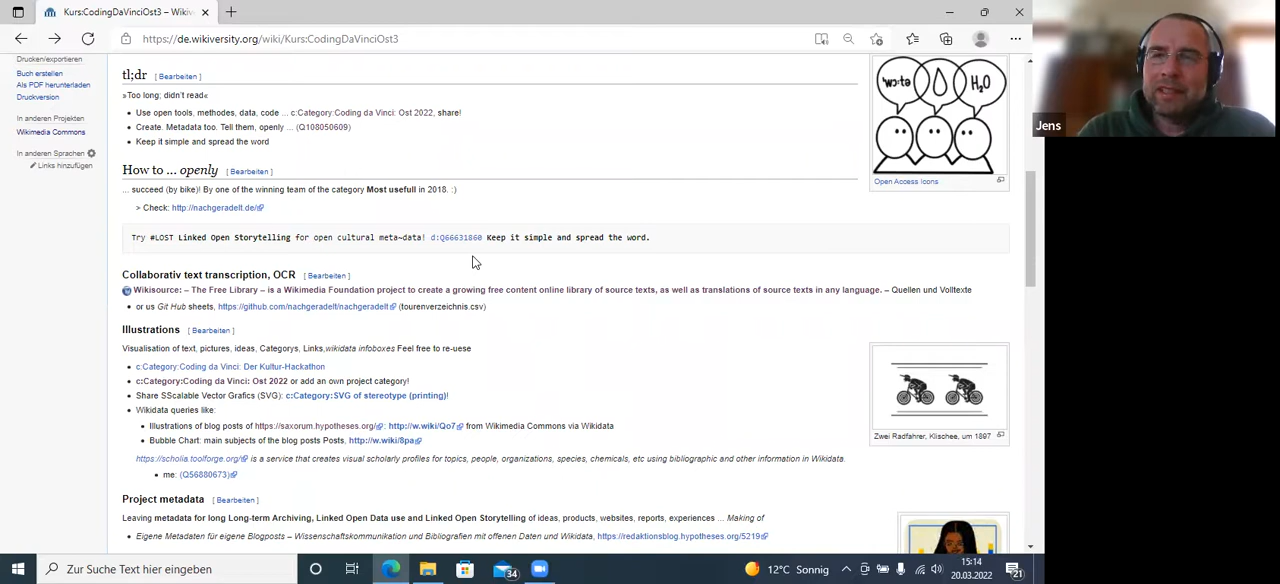 Kurs:CodingDaVinciOst3 – Wikiv
https://de.wikiversity.org/wiki/Kurs:CodingDaVinciOst3
Drucken/exportieren
Buch erstellen
Als PDF herunterladen
Druckversion
In anderen Projekten
Wikimedia Commons
In anderen Sprachen
Links hinzufügen
tl;dr [ Bearbeiten ]
»Too long; didn't read«
• Use open tools, methodes, data, code ... c:Category:Coding da Vinci: Ost 2022, share!
• Create. Metadata too. Tell them, openly ... (Q108050609)
• Keep it simple and spread the word
How to ... openly [ Bearbeiten ]
... succeed (by bike)! By one of the winning team of the category Most usefull in 2018. :)
> Check: http://nachgeradelt.de/
Try #LOST Linked Open Storytelling for open cultural meta~data! d:Q66631860 Keep it simple and spread the word.
Collaborativ text transcription, OCR [ Bearbeiten ]
Wikisource: – The Free Library – is a Wikimedia Foundation project to create a growing free content online library of source texts, as well as translations of source texts in any language. – Quellen und Volltexte
• or us Git Hub sheets, https://github.com/nachgeradelt/nachgeradelt (tourenverzeichnis.csv)
Illustrations [ Bearbeiten ]
Visualisation of text, pictures, ideas, Categorys, Links,wikidata infoboxes Feel free to re-uese
• c:Category:Coding da Vinci: Der Kultur-Hackathon
• c:Category:Coding da Vinci: Ost 2022 or add an own project category!
• Share SScalable Vector Grafics (SVG): c:Category:SVG of stereotype (printing)!
• Wikidata queries like:
• Illustrations of blog posts of https://saxorum.hypotheses.org/: http://w.wiki/Qo7 from Wikimedia Commons via Wikidata
• Bubble Chart: main subjects of the blog posts Posts, http://w.wiki/8pa
https://scholia.toolforge.org/ is a service that creates visual scholarly profiles for topics, people, organizations, species, chemicals, etc using bibliographic and other information in Wikidata.
• me: (Q56880673)
Project metadata [ Bearbeiten ]
Leaving metadata for long Long-term Archiving, Linked Open Data use and Linked Open Storytelling of ideas, products, websites, reports, experiences ... Making of
• Eigene Metadaten für eigene Blogposts – Wissenschaftskommunikation und Bibliografien mit offenen Daten und Wikidata, https://redaktionsblog.hypotheses.org/5219
wɔ:tə
H₂O
Open Access Icons
Zwei Radfahrer, Klischee, um 1897
Jens
Zur Suche Text hier eingeben
34
12°C Sonnig
15:14
20.03.2022
21